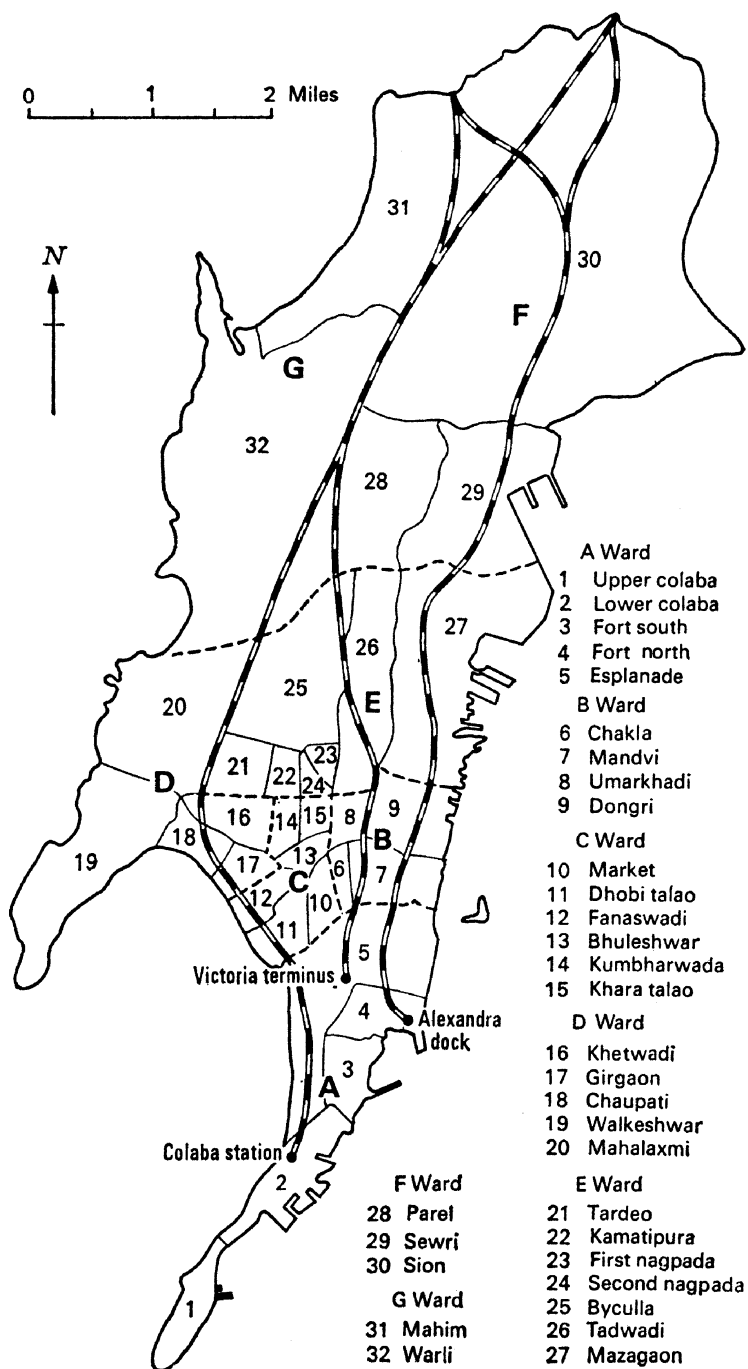 0 1 2 Miles
31
N
30
F
G
32
28
29
27
26
25
E
20
23
21
22
24
D
16
14
15
8
9
B
18
13
19
17
C
6
7
12
10
11
5
Victoria terminus
4
Alexandra
dock
3
A
Colaba station
2
1
A Ward
1 Upper colaba
2 Lower colaba
3 Fort south
4 Fort north
5 Esplanade
B Ward
6 Chakla
7 Mandvi
8 Umarkhadi
9 Dongri
C Ward
10 Market
11 Dhobi talao
12 Fanaswadi
13 Bhuleshwar
14 Kumbharwada
15 Khara talao
D Ward
16 Khetwadi
17 Girgaon
18 Chaupati
19 Walkeshwar
20 Mahalaxmi
E Ward
21 Tardeo
22 Kamatipura
23 First nagpada
24 Second nagpada
25 Byculla
26 Tadwadi
27 Mazagaon
F Ward
28 Parel
29 Sewri
30 Sion
G Ward
31 Mahim
32 Warli